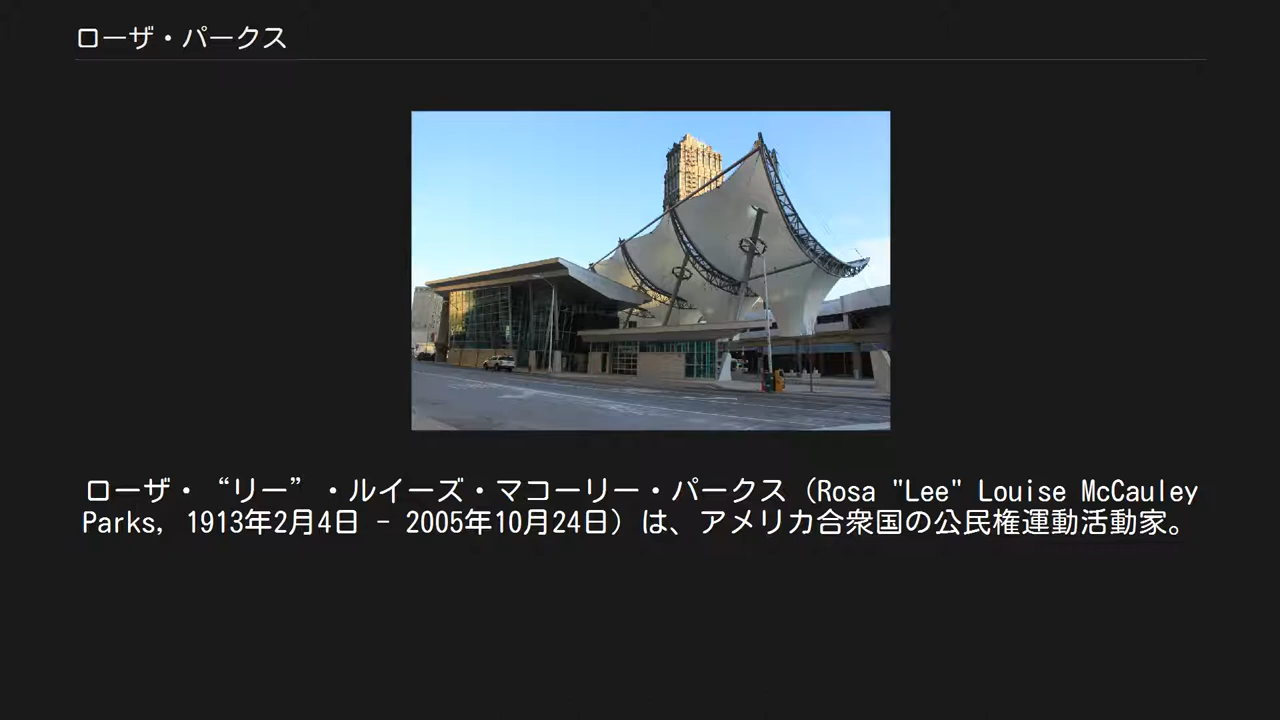 ローザ・パークス
ローザ・“リー”・ルイーズ・マコーリー・パークス（Rosa "Lee" Louise McCauley
Parks, 1913年2月4日 - 2005年10月24日）は、アメリカ合衆国の公民権運動活動家。